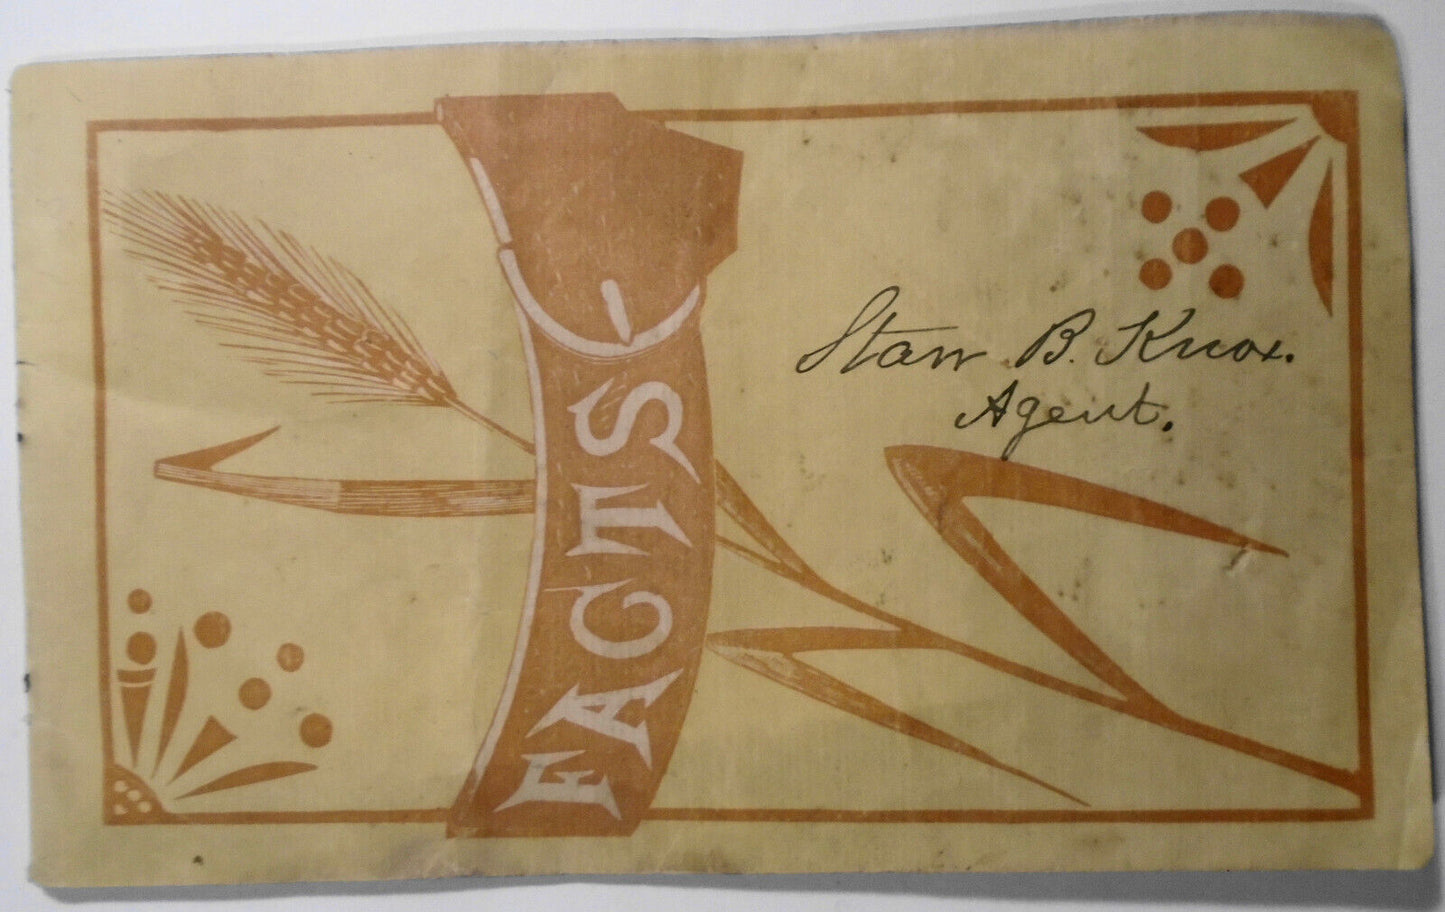 FACTS
Starr B. Knox.
Agent.